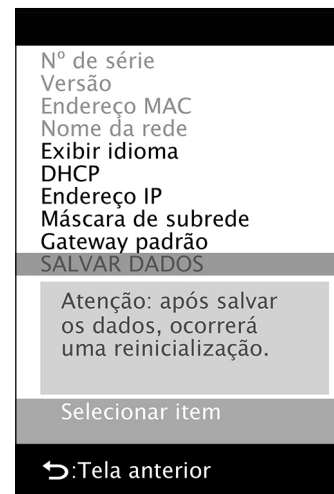 Nº de série
Versão
Endereço MAC
Nome da rede
Exibir idioma
DHCP
Endereço IP
Máscara de subrede
Gateway padrão
SALVAR DADOS
Atenção: após salvar
os dados, ocorrerá
uma reinicialização.
Selecionar item
:Tela anterior